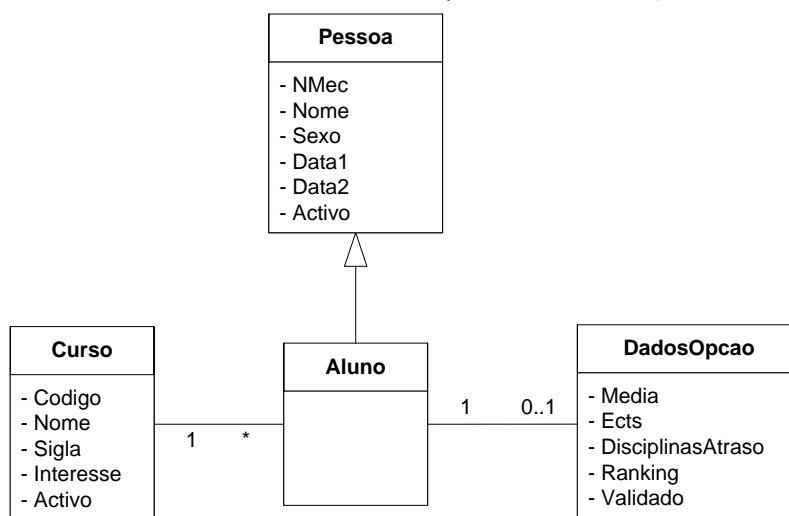 Pessoa
- NMec
- Nome
- Sexo
- Data1
- Data2
- Activo
Curso
- Codigo
- Nome
- Sigla
- Interesse
- Activo
1 *
Aluno
1 0..1
DadosOpcao
- Media
- Ects
- DisciplinasAtraso
- Ranking
- Validado